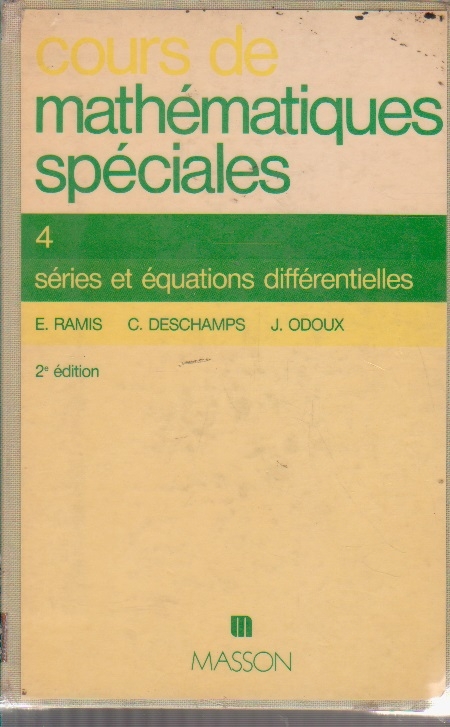 cours de
mathématiques
spéciales
4
séries et équations différentielles
E. RAMIS C. DESCHAMPS J. ODOUX
2e édition
m
MASSON